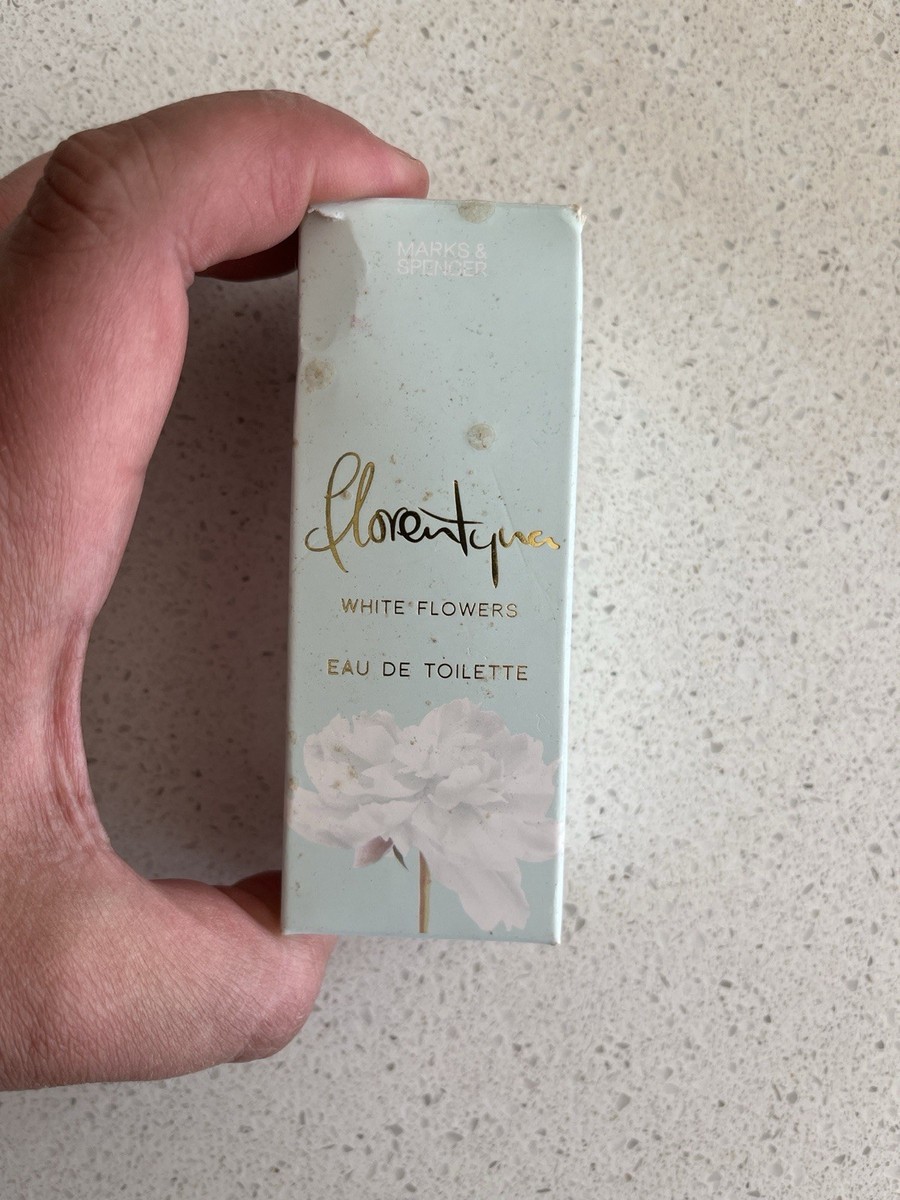 MARKS &
SPENCER
florentyna
WHITE FLOWERS
EAU DE TOILETTE